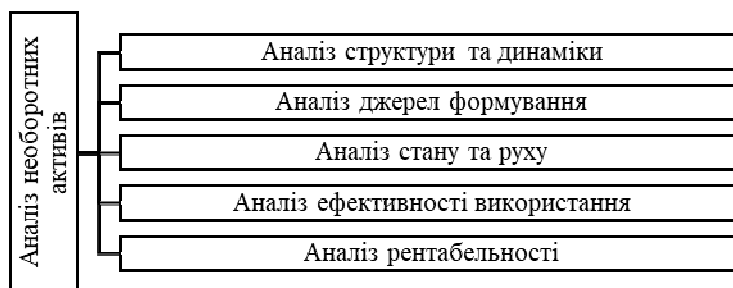 Аналіз необоротних
активів
Аналіз структури та динаміки
Аналіз джерел формування
Аналіз стану та руху
Аналіз ефективності використання
Аналіз рентабельності